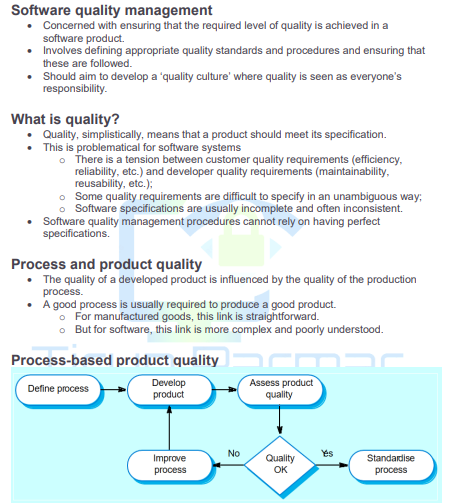 Software quality management
• Concerned with ensuring that the required level of quality is achieved in a
software product.
• Involves defining appropriate quality standards and procedures and ensuring that
these are followed.
• Should aim to develop a ‘quality culture’ where quality is seen as everyone’s
responsibility.
What is quality?
• Quality, simplistically, means that a product should meet its specification.
• This is problematical for software systems
o There is a tension between customer quality requirements (efficiency,
reliability, etc.) and developer quality requirements (maintainability,
reusability, etc.);
o Some quality requirements are difficult to specify in an unambiguous way;
o Software specifications are usually incomplete and often inconsistent.
• Software quality management procedures cannot rely on having perfect
specifications.
Process and product quality
• The quality of a developed product is influenced by the quality of the production
process.
• A good process is usually required to produce a good product.
o For manufactured goods, this link is straightforward.
o But for software, this link is more complex and poorly understood.
Process-based product quality
Define process
Develop
product
Assess product
quality
Improve
process
No
Quality
OK
Yes
Standardise
process